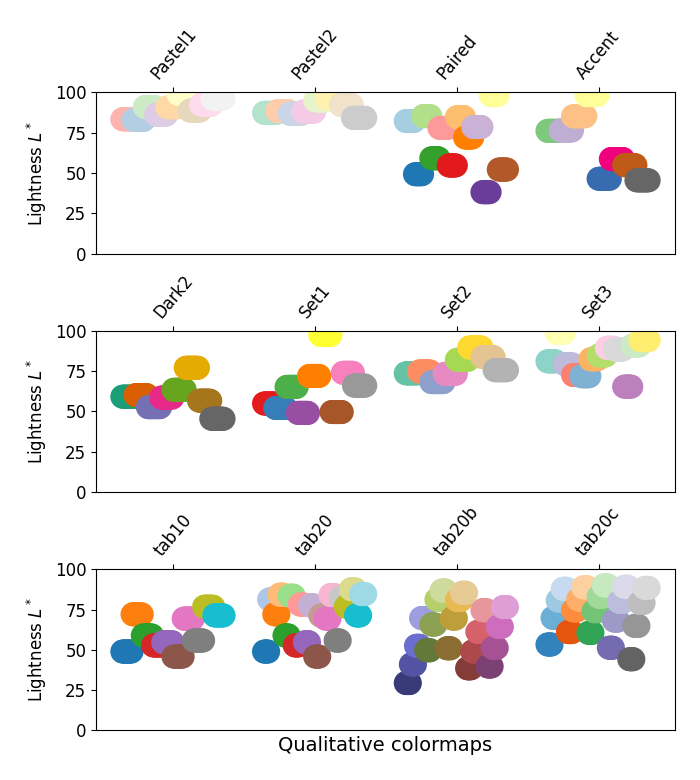 Pastel1 Pastel2 Paired Accent
100
75
50
25
0
Lightness L*
Dark2 Set1 Set2 Set3
100
75
50
25
0
Lightness L*
tab10 tab20 tab20b tab20c
100
75
50
25
0
Lightness L*
Qualitative colormaps